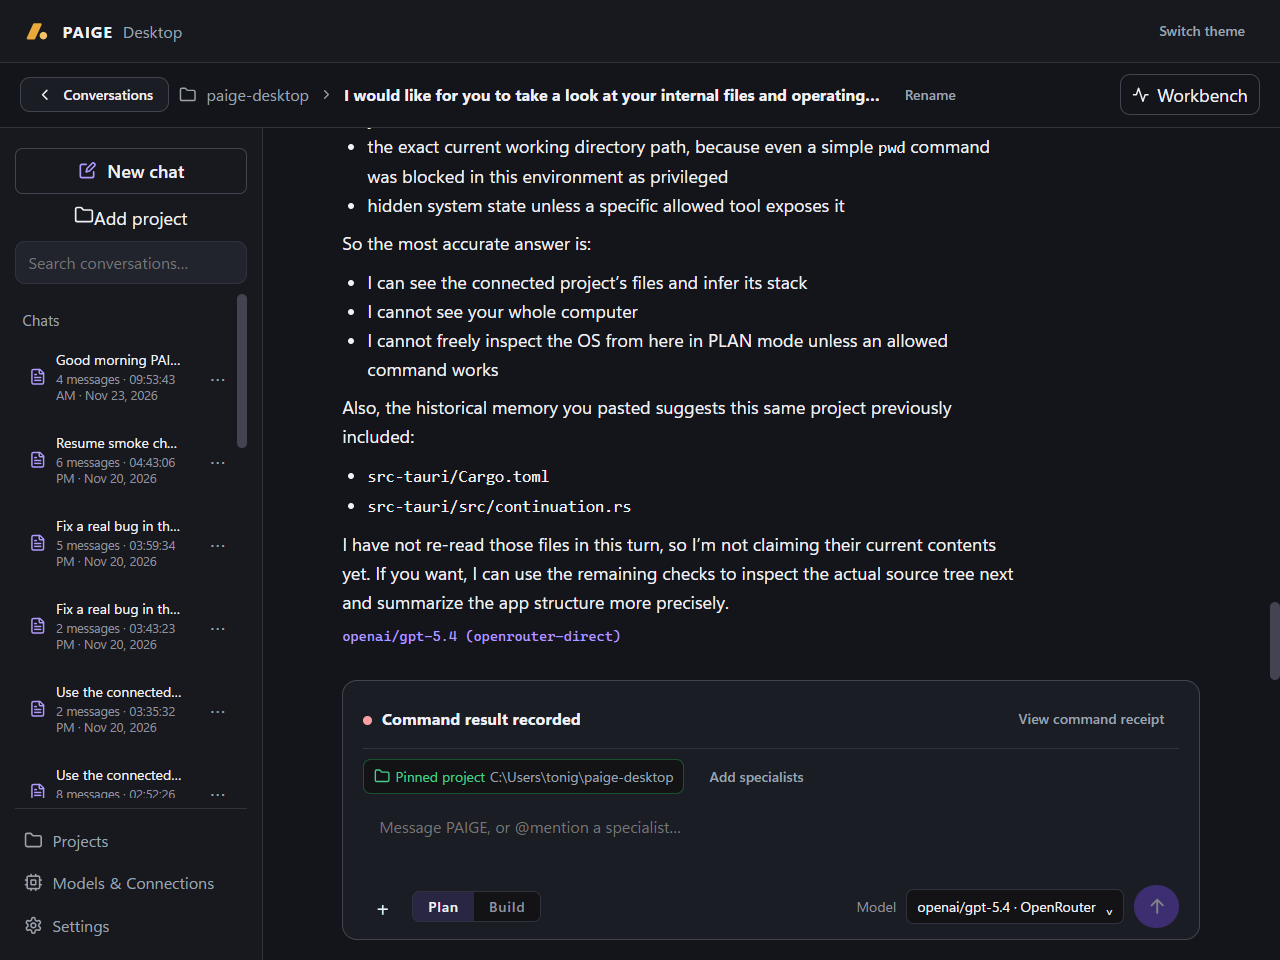 PAIGE Desktop
Switch theme
Conversations
paige-desktop
I would like for you to take a look at your internal files and operating...
Rename
Workbench
New chat
Add project
Search conversations...
Chats
Good morning PAI...
4 messages · 09:53:43
AM · Nov 23, 2026
...
Resume smoke ch...
6 messages · 04:43:06
PM · Nov 20, 2026
...
Fix a real bug in th...
5 messages · 03:59:34
PM · Nov 20, 2026
...
Fix a real bug in th...
2 messages · 03:43:23
PM · Nov 20, 2026
...
Use the connected...
2 messages · 03:35:32
PM · Nov 20, 2026
...
Use the connected...
8 messages · 02:52:26
...
Projects
Models & Connections
Settings
• the exact current working directory path, because even a simple pwd command
was blocked in this environment as privileged
• hidden system state unless a specific allowed tool exposes it
So the most accurate answer is:
• I can see the connected project’s files and infer its stack
• I cannot see your whole computer
• I cannot freely inspect the OS from here in PLAN mode unless an allowed
command works
Also, the historical memory you pasted suggests this same project previously
included:
• src-tauri/Cargo.toml
• src-tauri/src/continuation.rs
I have not re-read those files in this turn, so I’m not claiming their current contents
yet. If you want, I can use the remaining checks to inspect the actual source tree next
and summarize the app structure more precisely.
openai/gpt-5.4 (openrouter-direct)
Command result recorded
View command receipt
Pinned project C:\Users\tonig\paige-desktop
Add specialists
Message PAIGE, or @mention a specialist...
+
Plan
Build
Model
openai/gpt-5.4 · OpenRouter